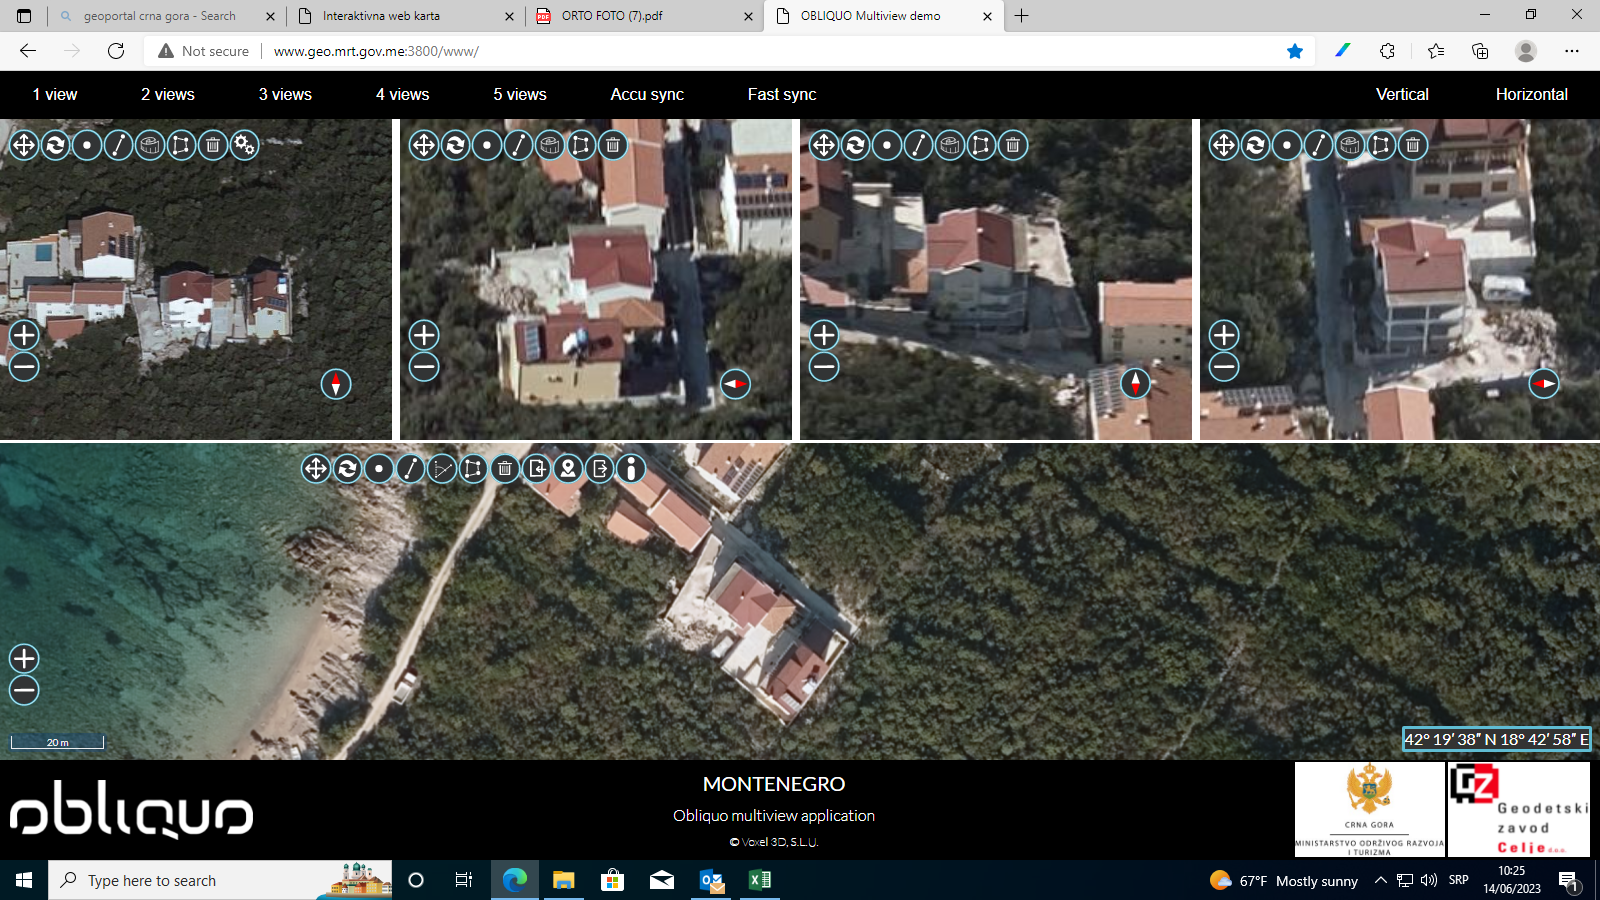 geoportal crna gora - Search
Interaktivna web karta
ORTO FOTO (7).pdf
OBLIQUO Multiview demo
Not secure
www.geo.mrt.gov.me:3800/www/
1 view
2 views
3 views
4 views
5 views
Accu sync
Fast sync
Vertical
Horizontal
20 m
42° 19′ 38″ N 18° 42′ 58″ E
obliquo
MONTENEGRO
Obliquo multiview application
© Voxel 3D, S.L.U.
CRNA GORA
MINISTARSTVO ODRŽIVOG RAZVOJA
I TURIZMA
GZ
Geodetski
zavod
Celje d.o.o.
Type here to search
67°F Mostly sunny
SRP
10:25
14/06/2023
1